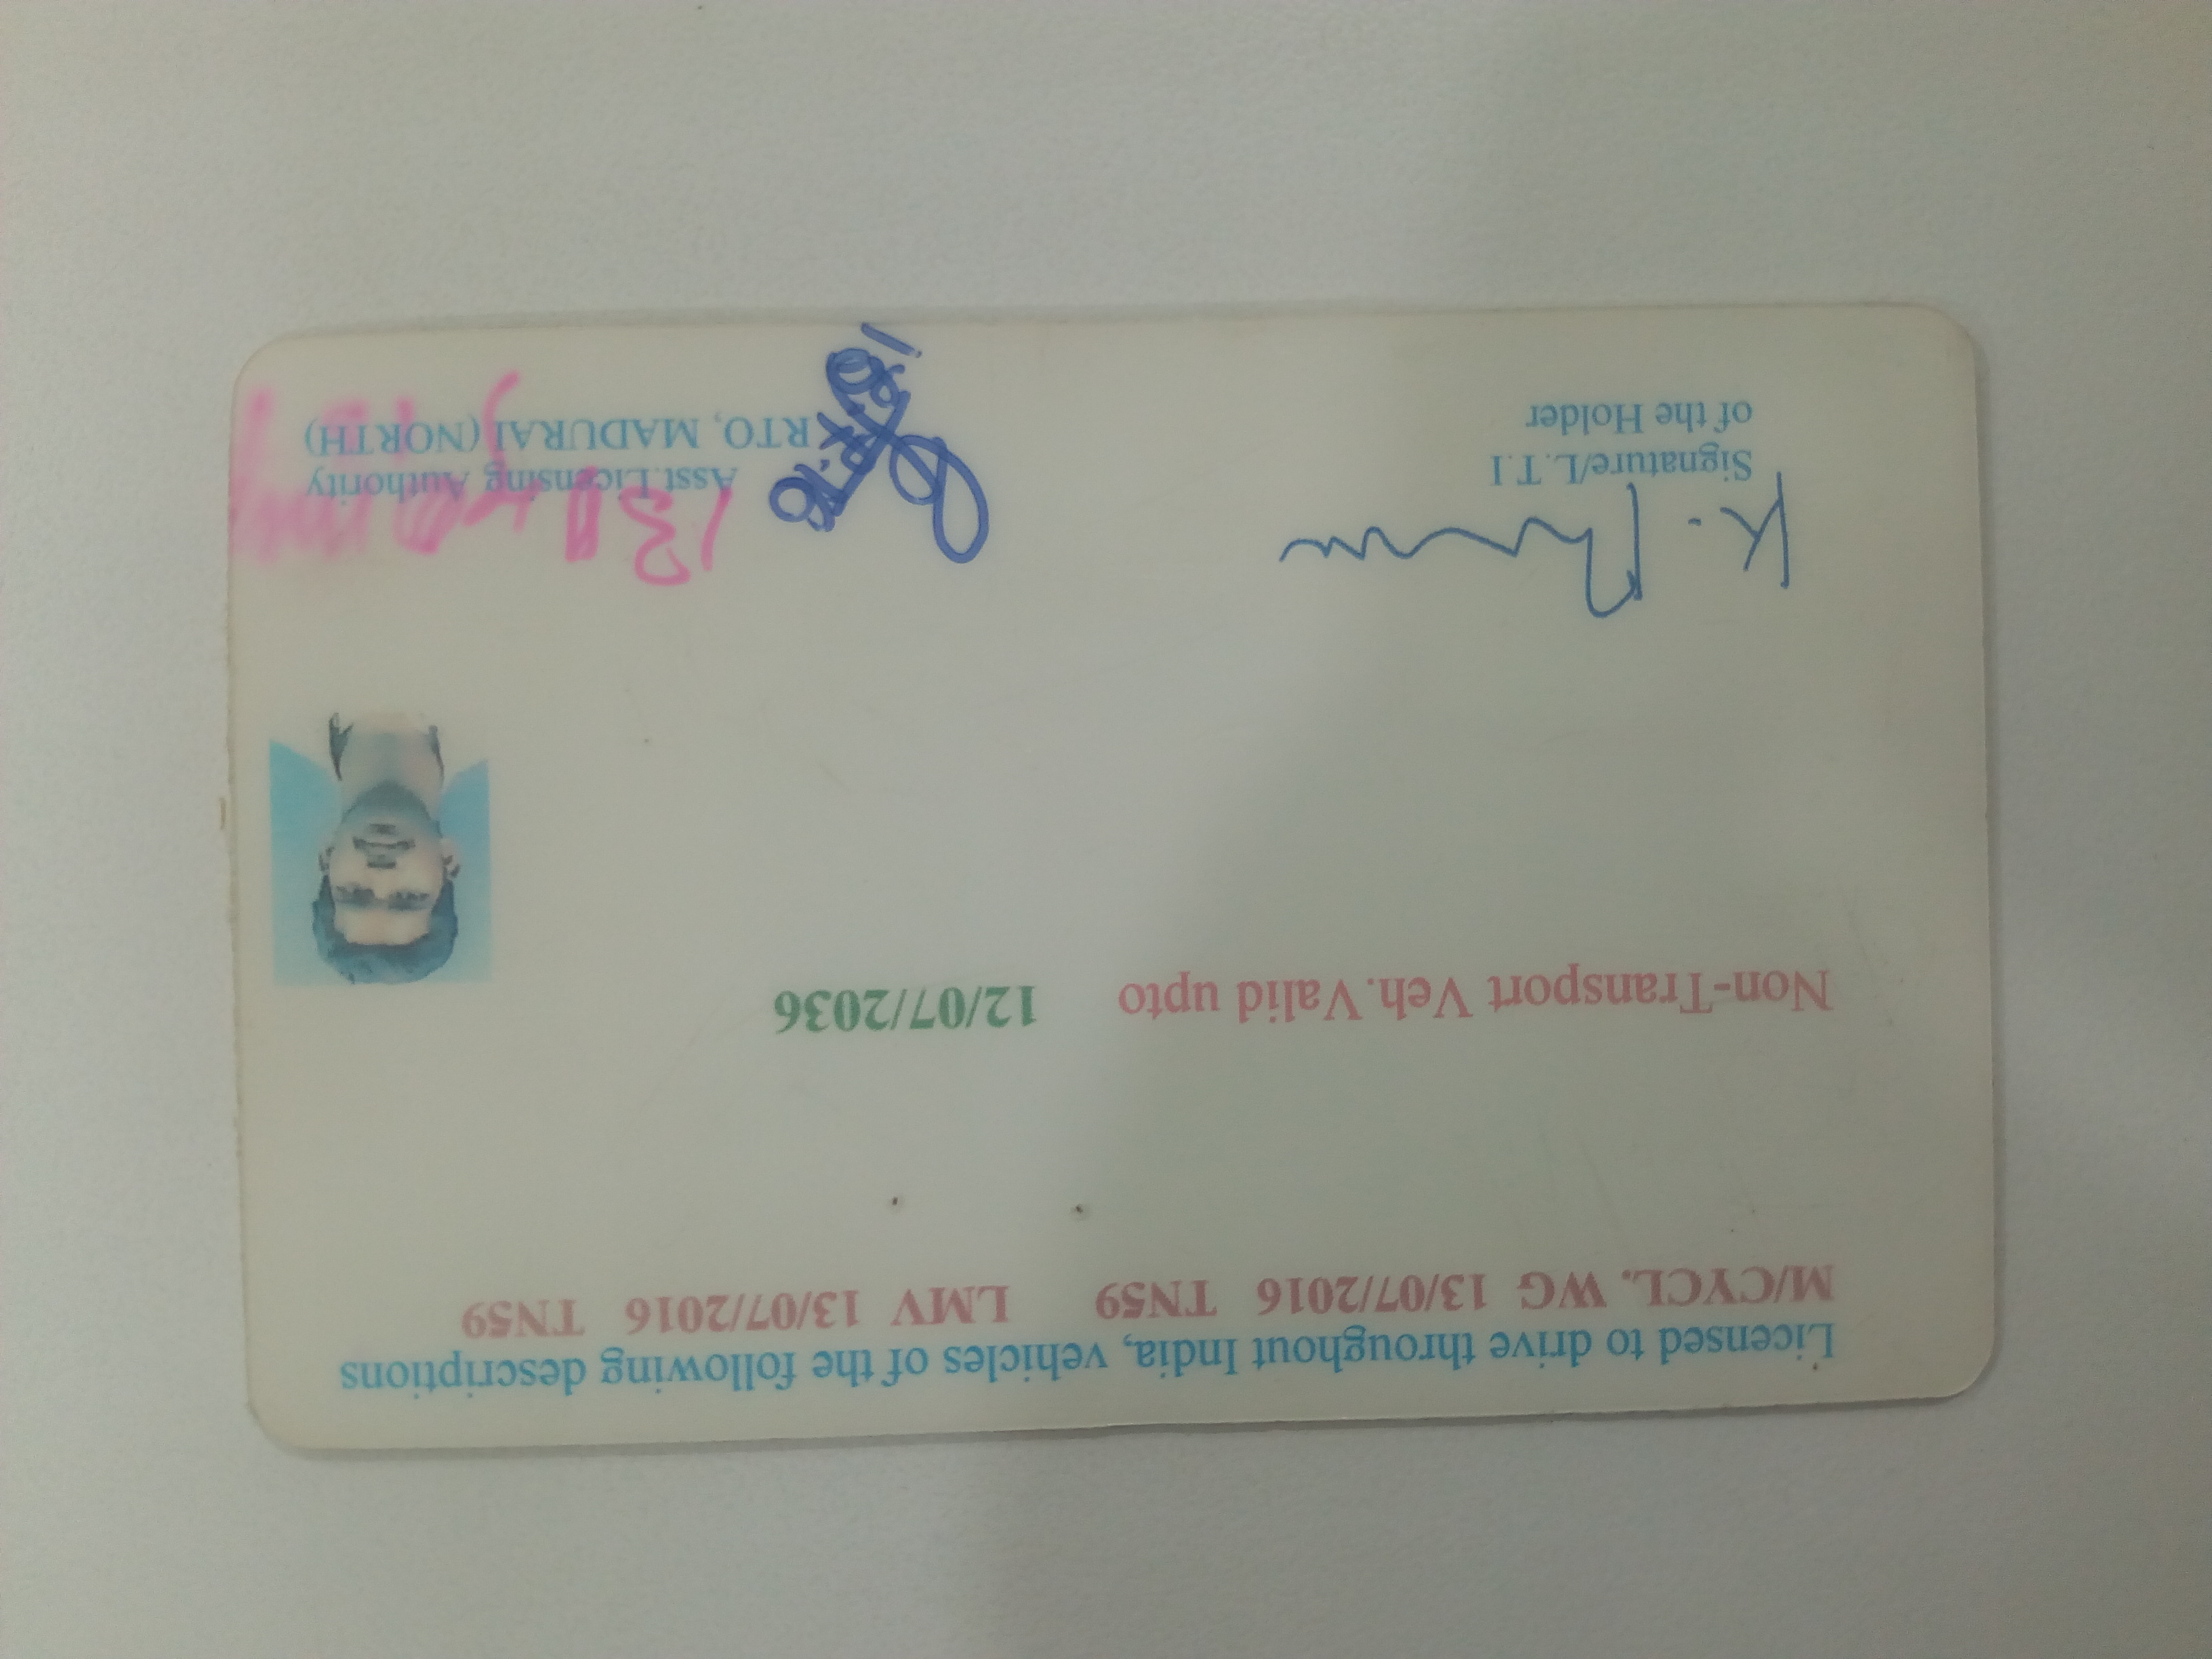 Licensed to drive throughout India, vehicles of the following descriptions
M/CYCL. WG 13/07/2016 TN59 LMV 13/07/2016 TN59
Non-Transport Veh.Valid upto 12/07/2036
K.
Signature/L.T.I
of the Holder
Asst.Licensing Authority
RTO, MADURAI (NORTH)